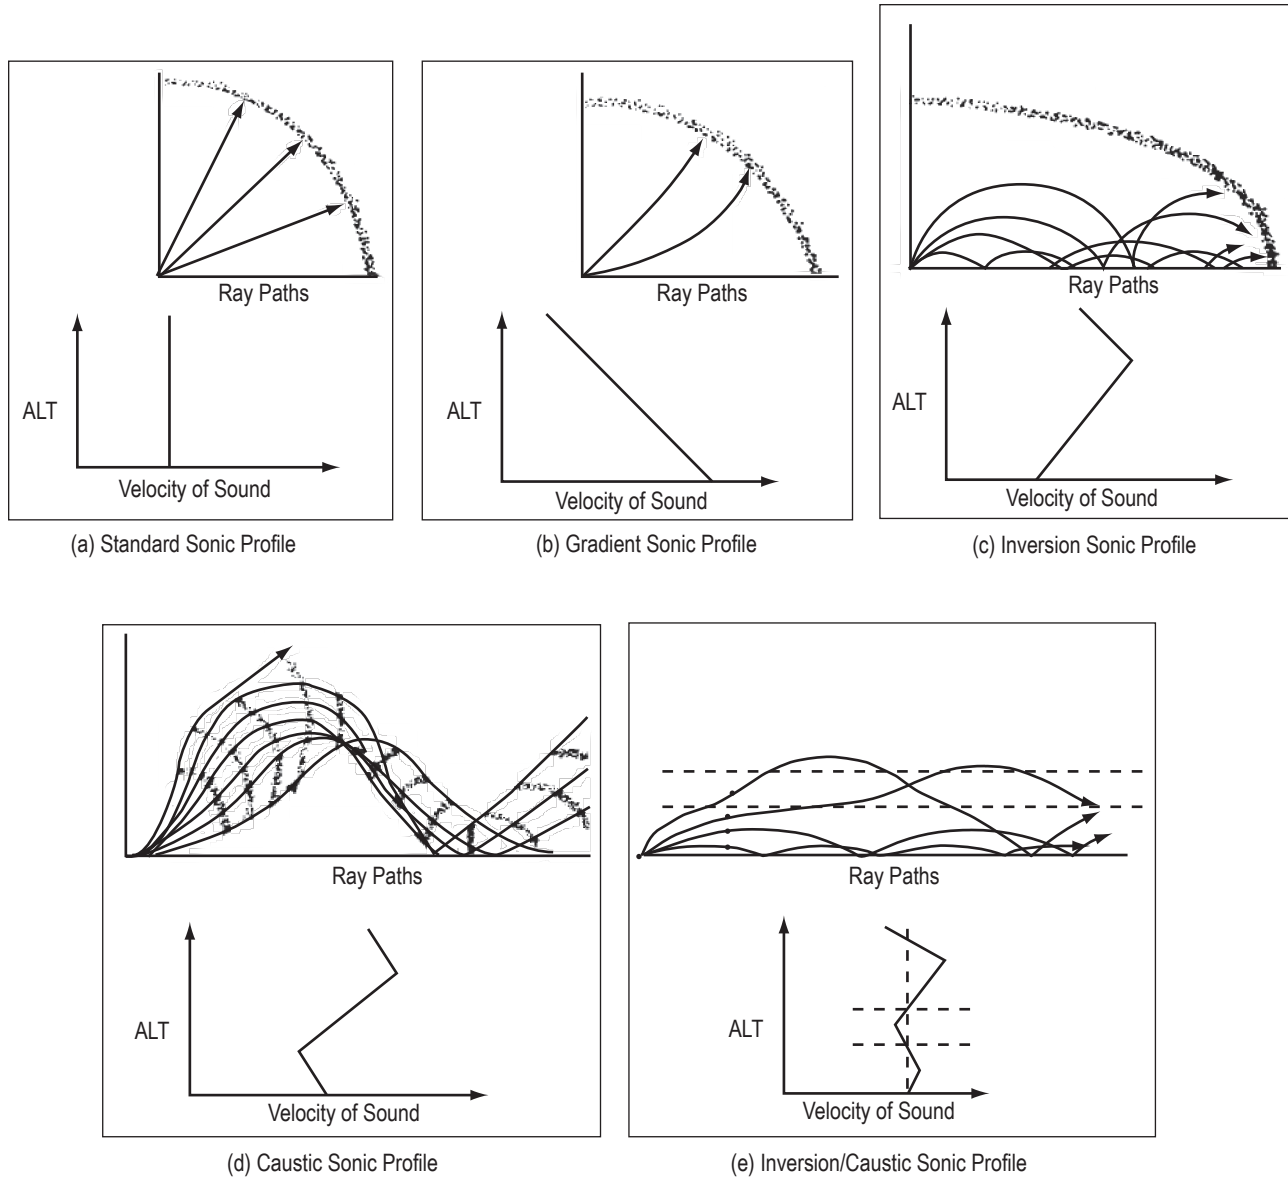 Ray Paths
ALT
Velocity of Sound
(a) Standard Sonic Profile
Ray Paths
ALT
Velocity of Sound
(b) Gradient Sonic Profile
Ray Paths
ALT
Velocity of Sound
(c) Inversion Sonic Profile
Ray Paths
ALT
Velocity of Sound
(d) Caustic Sonic Profile
Ray Paths
ALT
Velocity of Sound
(e) Inversion/Caustic Sonic Profile